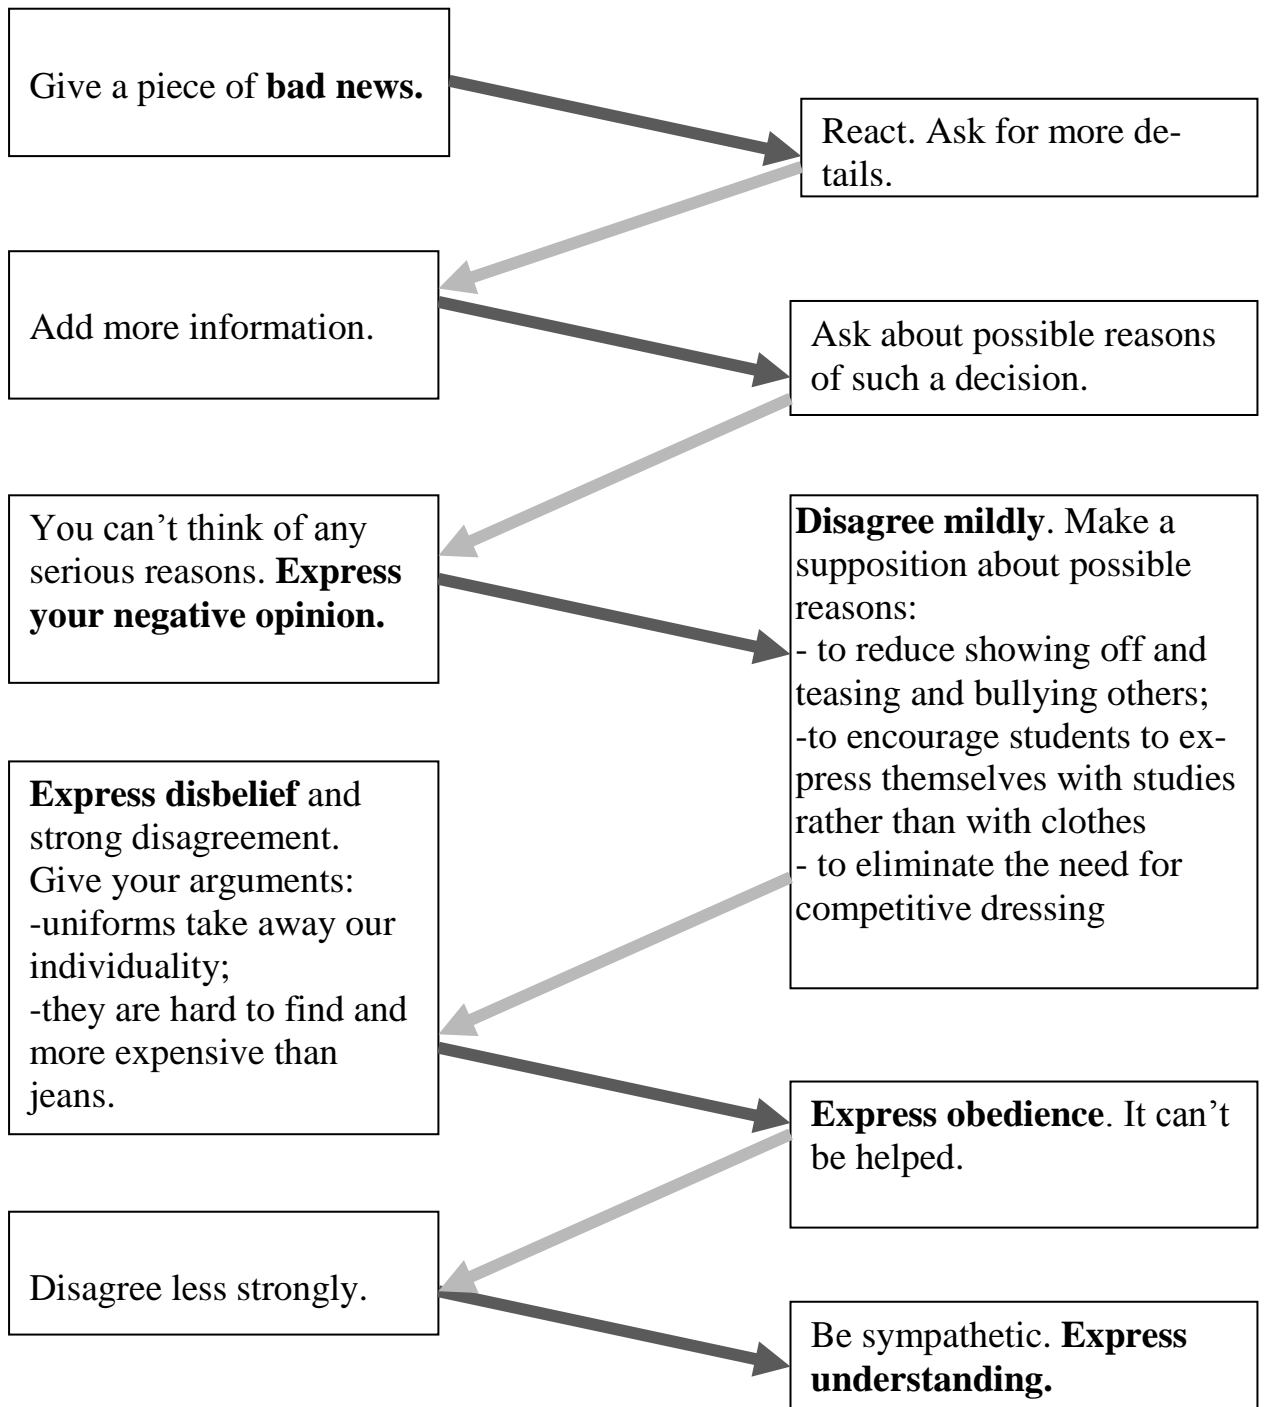 Give a piece of bad news.
React. Ask for more de-
tails.
Add more information.
Ask about possible reasons
of such a decision.
You can’t think of any
serious reasons. Express
your negative opinion.
Disagree mildly. Make a
supposition about possible
reasons:
- to reduce showing off and
teasing and bullying others;
-to encourage students to ex-
press themselves with studies
rather than with clothes
- to eliminate the need for
competitive dressing
Express disbelief and
strong disagreement.
Give your arguments:
-uniforms take away our
individuality;
-they are hard to find and
more expensive than
jeans.
Express obedience. It can’t
be helped.
Disagree less strongly.
Be sympathetic. Express
understanding.